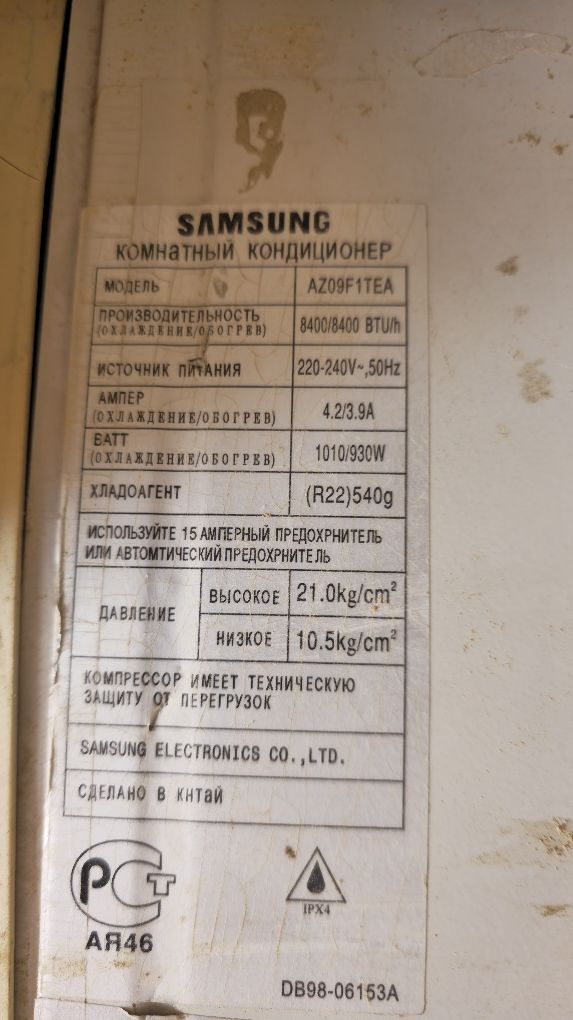 SAMSUNG
КОМНАТНЫЙ КОНДИЦИОНЕР
МОДЕЛЬ AZ09F1TEA
ПРОИЗВОДИТЕЛЬНОСТЬ
(ОХЛАЖДЕНИЕ/ОБОГРЕВ) 8400/8400 BTU/h
ИСТОЧНИК ПИТАНИЯ 220-240V~,50Hz
АМПЕР
(ОХЛАЖДЕНИЕ/ОБОГРЕВ) 4.2/3.9A
ВАТТ
(ОХЛАЖДЕНИЕ/ОБОГРЕВ) 1010/930W
ХЛАДОАГЕНТ (R22)540g
ИСПОЛЬЗУЙТЕ 15 АМПЕРНЫЙ ПРЕДОХРНИТЕЛЬ
ИЛИ АВТОМТИЧЕСКИЙ ПРЕДОХРНИТЕЛЬ
ДАВЛЕНИЕ ВЫСОКОЕ 21.0kg/cm²
НИЗКОЕ 10.5kg/cm²
КОМПРЕССОР ИМЕЕТ ТЕХНИЧЕСКУЮ
ЗАЩИТУ ОТ ПЕРЕГРУЗОК
SAMSUNG ELECTRONICS CO.,LTD.
СДЕЛАНО В КНТАЙ
РСТ
АЯ46
IPX4
DB98-06153A